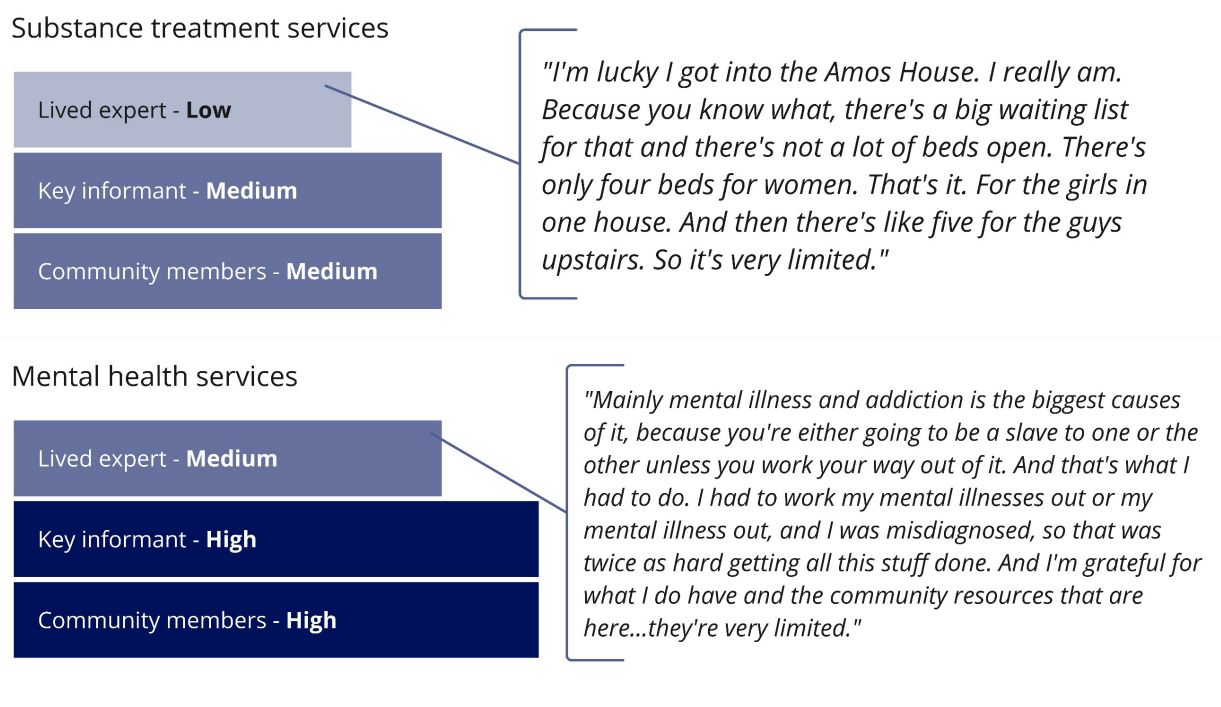 Substance treatment services
Lived expert - Low
Key informant - Medium
Community members - Medium
"I'm lucky I got into the Amos House. I really am.
Because you know what, there's a big waiting list
for that and there's not a lot of beds open. There's
only four beds for women. That's it. For the girls in
one house. And then there's like five for the guys
upstairs. So it's very limited."
Mental health services
Lived expert - Medium
Key informant - High
Community members - High
"Mainly mental illness and addiction is the biggest causes
of it, because you're either going to be a slave to one or the
other unless you work your way out of it. And that's what I
had to do. I had to work my mental illnesses out or my
mental illness out, and I was misdiagnosed, so that was
twice as hard getting all this stuff done. And I'm grateful for
what I do have and the community resources that are
here...they're very limited."